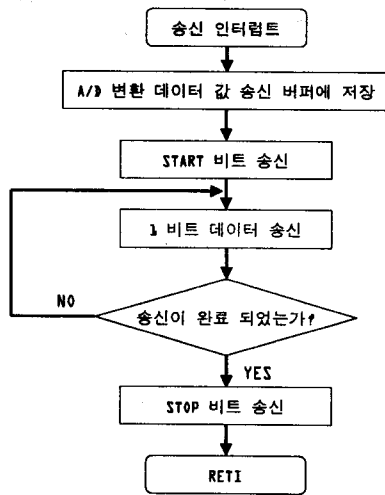 송신 인터럽트
A/D 변환 데이터 값 송신 버퍼에 저장
START 비트 송신
1 비트 데이터 송신
NO
송신이 완료 되었는가?
YES
STOP 비트 송신
RETI